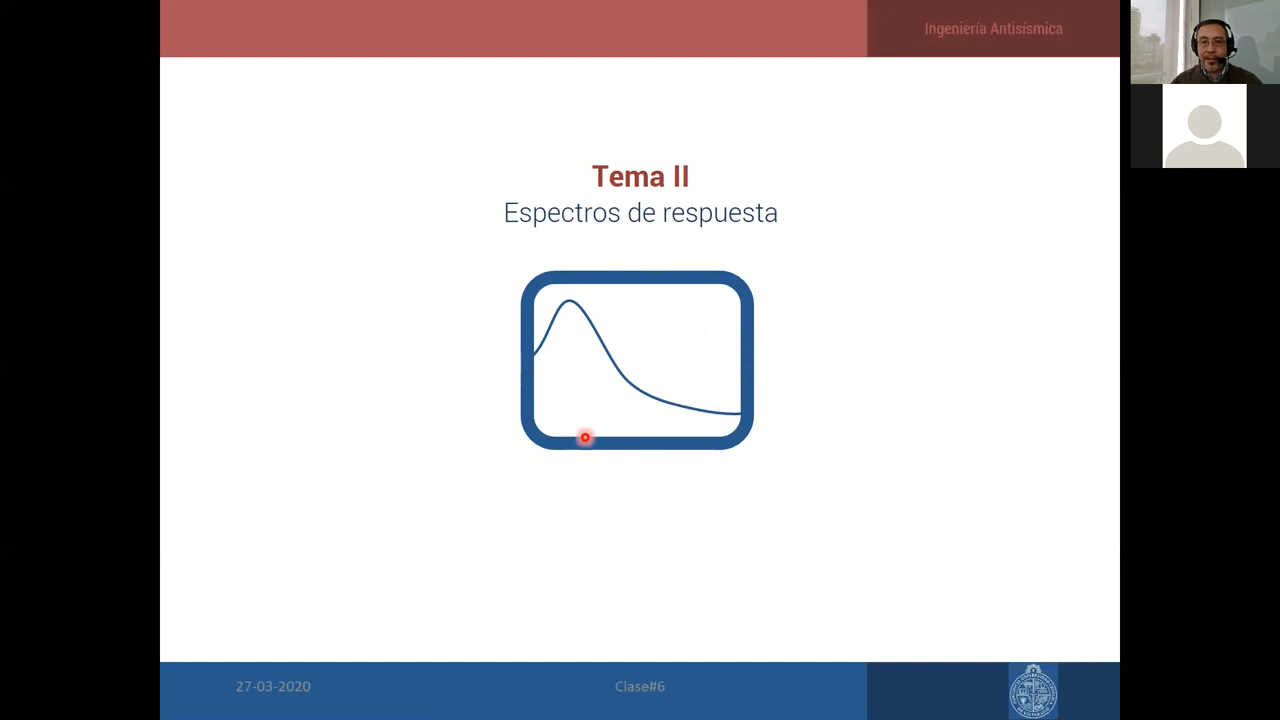 Ingeniería Antisísmica
Tema II
Espectros de respuesta
27-03-2020
Clase#6